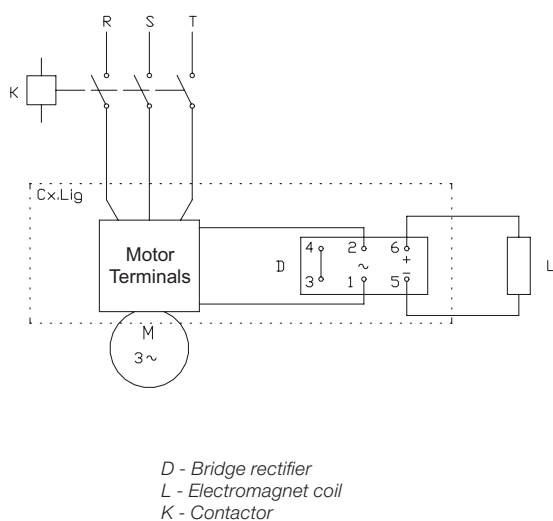 R S T
K
Cx.Lig
Motor
Terminals
D
4 2 6
~ +
3 1 5 –
L
M
3~
D - Bridge rectifier
L - Electromagnet coil
K - Contactor